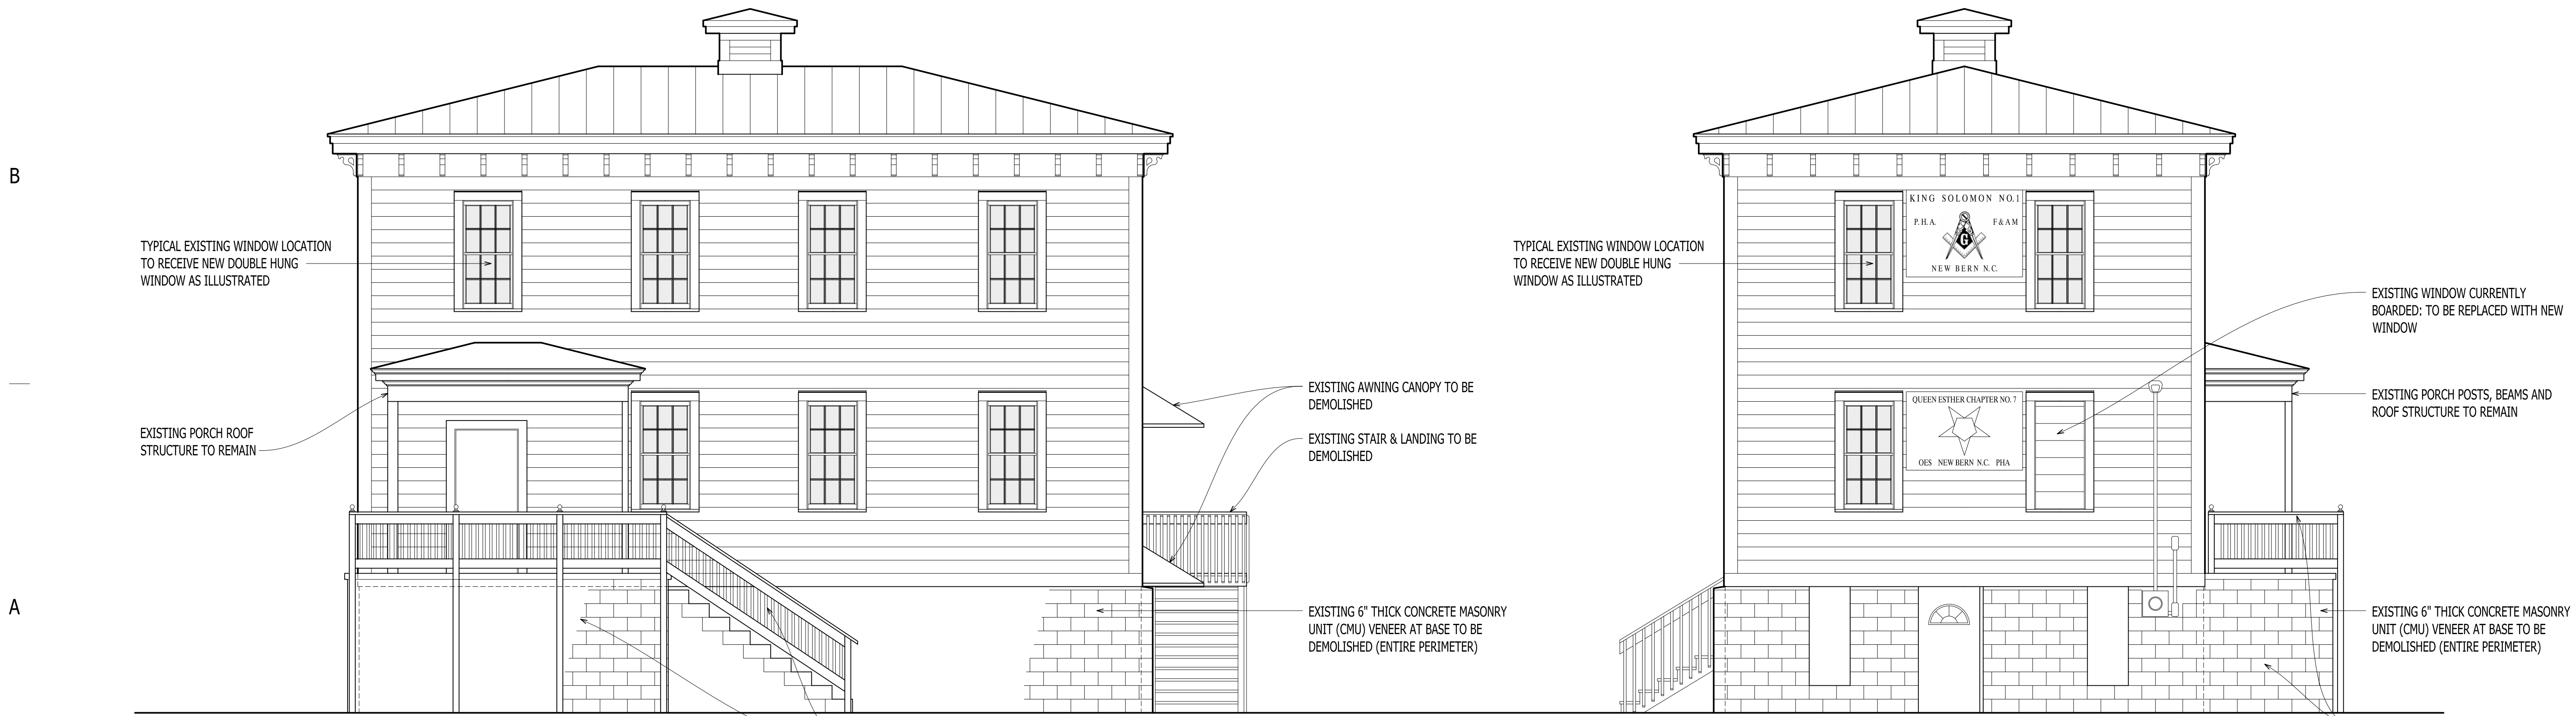 B
A
TYPICAL EXISTING WINDOW LOCATION
TO RECEIVE NEW DOUBLE HUNG
WINDOW AS ILLUSTRATED
EXISTING PORCH ROOF
STRUCTURE TO REMAIN
EXISTING AWNING CANOPY TO BE
DEMOLISHED
EXISTING STAIR & LANDING TO BE
DEMOLISHED
EXISTING 6" THICK CONCRETE MASONRY
UNIT (CMU) VENEER AT BASE TO BE
DEMOLISHED (ENTIRE PERIMETER)
TYPICAL EXISTING WINDOW LOCATION
TO RECEIVE NEW DOUBLE HUNG
WINDOW AS ILLUSTRATED
KING SOLOMON NO.1
P.H.A. F&AM
G
NEW BERN N.C.
QUEEN ESTHER CHAPTER NO. 7
OES NEW BERN N.C. PHA
EXISTING WINDOW CURRENTLY
BOARDED: TO BE REPLACED WITH NEW
WINDOW
EXISTING PORCH POSTS, BEAMS AND
ROOF STRUCTURE TO REMAIN
EXISTING 6" THICK CONCRETE MASONRY
UNIT (CMU) VENEER AT BASE TO BE
DEMOLISHED (ENTIRE PERIMETER)